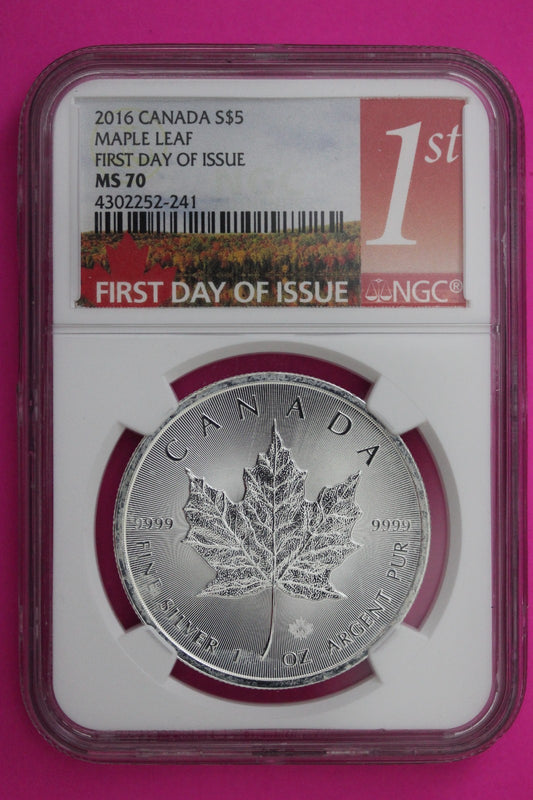 2016 CANADA S$5
MAPLE LEAF
FIRST DAY OF ISSUE
MS 70
4302252-241
1st
FIRST DAY OF ISSUE
NGC®
CANADA
9999
9999
FINE SILVER 1 OZ ARGENT PUR